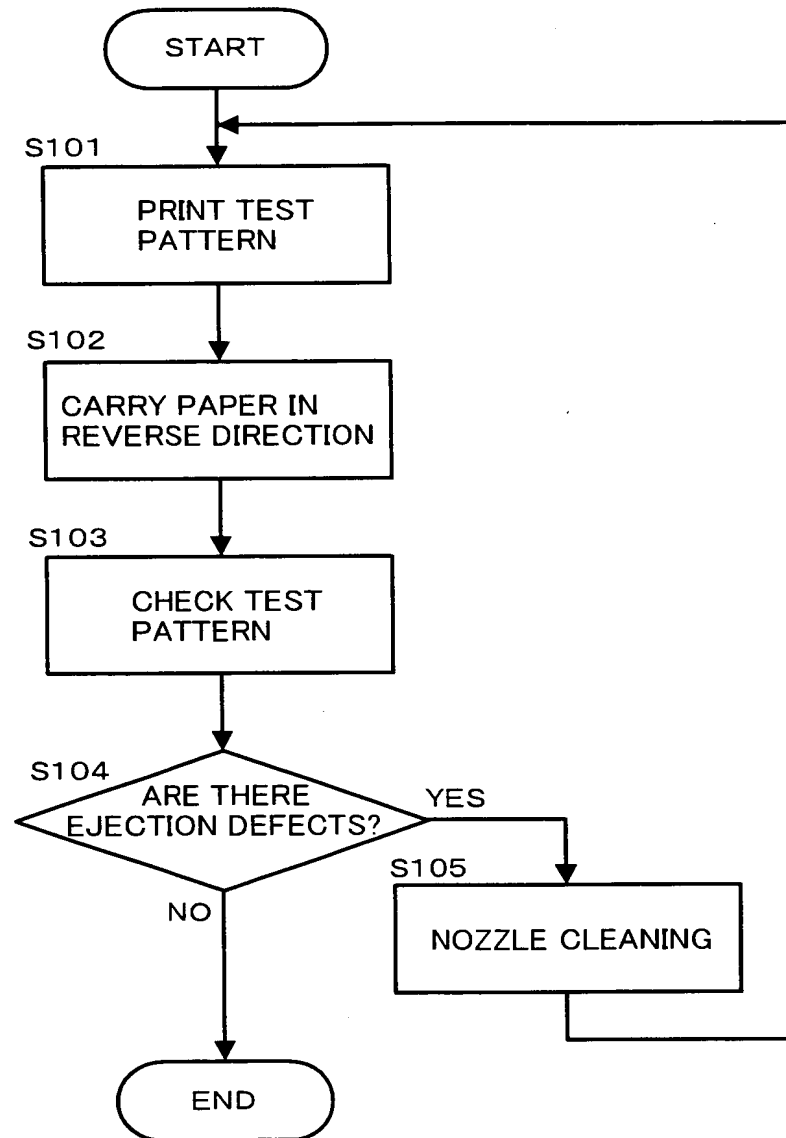 START
S101
PRINT TEST
PATTERN
S102
CARRY PAPER IN
REVERSE DIRECTION
S103
CHECK TEST
PATTERN
S104
ARE THERE
EJECTION DEFECTS?
YES
S105
NOZZLE CLEANING
NO
END